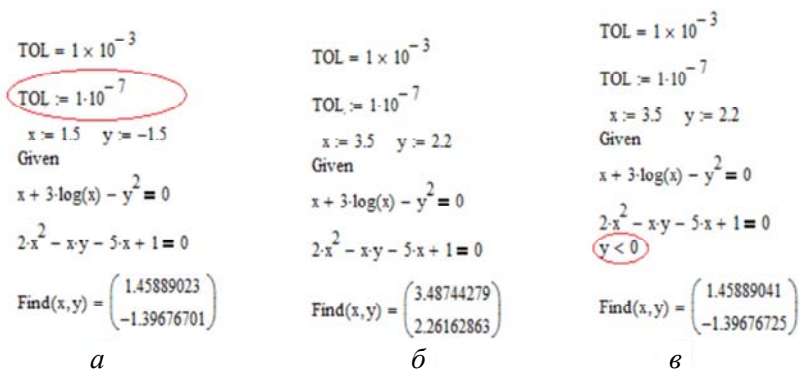 TOL = 1 × 10^-3
TOL := 1·10^-7
x := 1.5 y := -1.5
Given
x + 3·log(x) − y^2 = 0
2·x^2 − x·y − 5·x + 1 = 0
Find(x,y) = (1.45889023
−1.39676701)
а
TOL = 1 × 10^-3
TOL := 1·10^-7
x := 3.5 y := 2.2
Given
x + 3·log(x) − y^2 = 0
2·x^2 − x·y − 5·x + 1 = 0
Find(x,y) = (3.48744279
2.26162863)
б
TOL = 1 × 10^-3
TOL := 1·10^-7
x := 3.5 y := 2.2
Given
x + 3·log(x) − y^2 = 0
2·x^2 − x·y − 5·x + 1 = 0
y < 0
Find(x,y) = (1.45889041
−1.39676725)
в